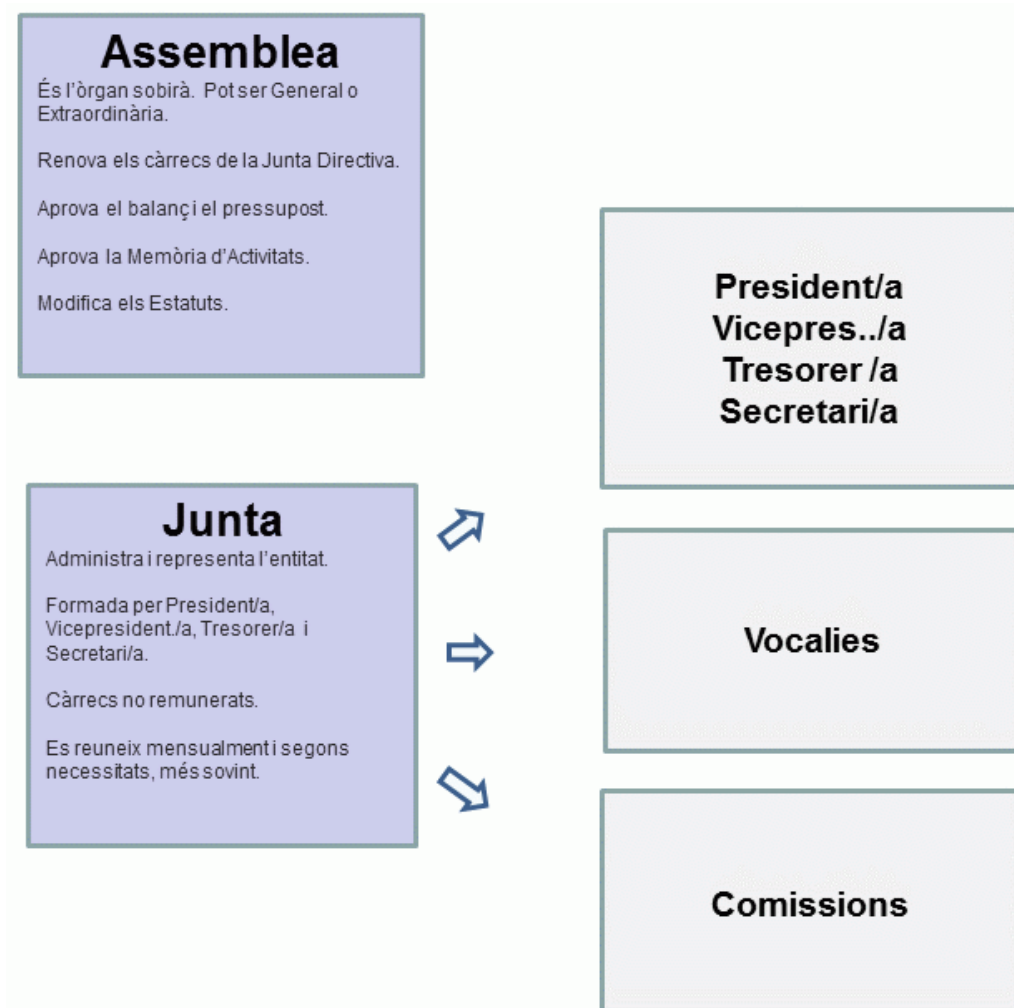 Assemblea
És l'òrgan sobirà. Pot ser General o
Extraordinària.
Renova els càrrecs de la Junta Directiva.
Aprova el balanç i el pressupost.
Aprova la Memòria d'Activitats.
Modifica els Estatuts.
Junta
Administra i representa l'entitat.
Formada per President/a,
Vicepresident./a, Tresorer/a i
Secretari/a.
Càrrecs no remunerats.
Es reuneix mensualment i segons
necessitats, més sovint.
President/a
Vicepres../a
Tresorer /a
Secretari/a
Vocalies
Comissions